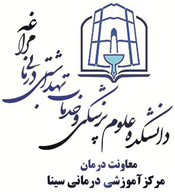 دانشکده علوم پزشکی و خدمات بهداشتی درمانی مراغه
معاونت درمان
مرکز آموزشی درمانی سینا